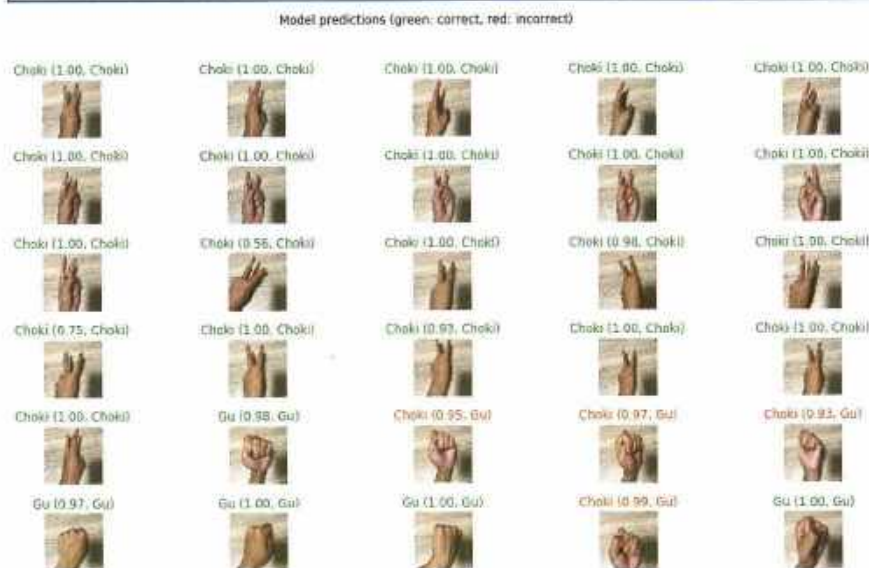 Model predictions (green: correct, red: incorrect)
Choki (1.00, Choki) Choki (1.00, Choki) Choki (1.00, Choki) Choki (1.00, Choki) Choki (1.00, Choki)
Choki (1.00, Choki) Choki (1.00, Choki) Choki (1.00, Choki) Choki (1.00, Choki) Choki (1.00, Choki)
Choki (1.00, Choki) Choki (0.56, Choki) Choki (1.00, Choki) Choki (0.98, Choki) Choki (1.00, Choki)
Choki (0.75, Choki) Choki (1.00, Choki) Choki (0.93, Choki) Choki (1.00, Choki) Choki (1.00, Choki)
Choki (1.00, Choki) Gu (0.98, Gu) Choki (0.95, Gu) Choki (0.97, Gu) Choki (0.93, Gu)
Gu (0.97, Gu) Gu (1.00, Gu) Gu (1.00, Gu) Choki (0.99, Gu) Gu (1.00, Gu)